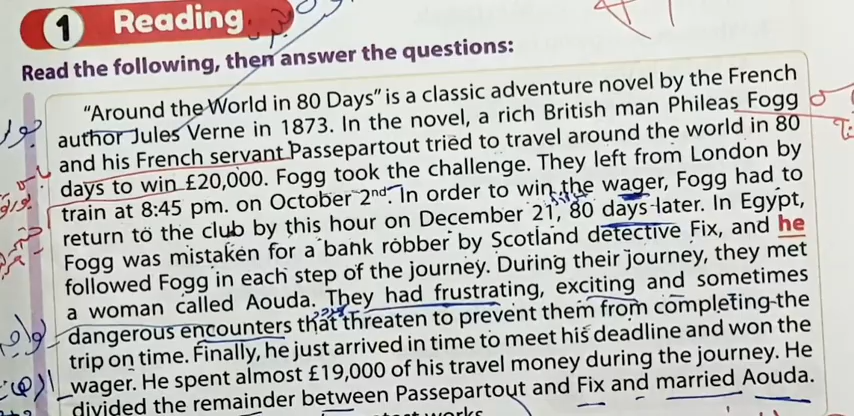 1 Reading
Read the following, then answer the questions:
"Around the World in 80 Days" is a classic adventure novel by the French
author Jules Verne in 1873. In the novel, a rich British man Phileas Fogg
and his French servant Passepartout tried to travel around the world in 80
days to win £20,000. Fogg took the challenge. They left from London by
train at 8:45 pm. on October 2nd. In order to win the wager, Fogg had to
return to the club by this hour on December 21, 80 days later. In Egypt,
Fogg was mistaken for a bank robber by Scotland detective Fix, and he
followed Fogg in each step of the journey. During their journey, they met
a woman called Aouda. They had frustrating, exciting and sometimes
dangerous encounters that threaten to prevent them from completing the
trip on time. Finally, he just arrived in time to meet his deadline and won the
wager. He spent almost £19,000 of his travel money during the journey. He
divided the remainder between Passepartout and Fix and married Aouda.